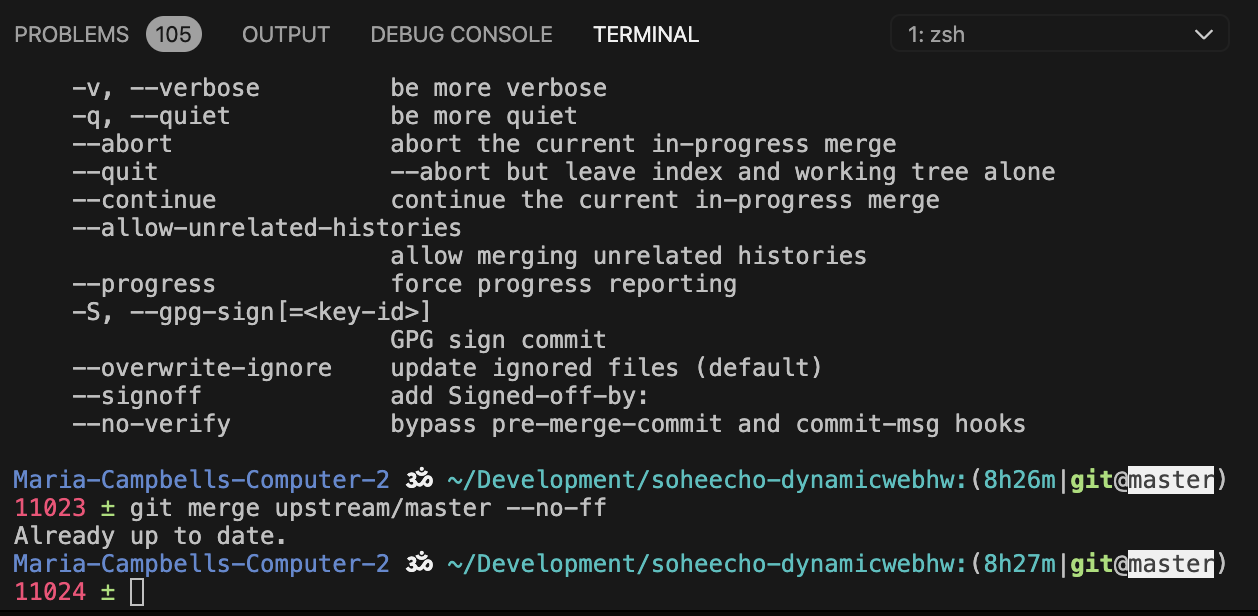 PROBLEMS 105 OUTPUT DEBUG CONSOLE TERMINAL 1: zsh
-v, --verbose be more verbose
-q, --quiet be more quiet
--abort abort the current in-progress merge
--quit --abort but leave index and working tree alone
--continue continue the current in-progress merge
--allow-unrelated-histories
allow merging unrelated histories
--progress force progress reporting
-S, --gpg-sign[=<key-id>]
GPG sign commit
--overwrite-ignore update ignored files (default)
--signoff add Signed-off-by:
--no-verify bypass pre-merge-commit and commit-msg hooks
Maria-Campbells-Computer-2 ॐ ~/Development/soheecho-dynamicwebhw:(8h26m|git@master)
11023 ± git merge upstream/master --no-ff
Already up to date.
Maria-Campbells-Computer-2 ॐ ~/Development/soheecho-dynamicwebhw:(8h27m|git@master)
11024 ±